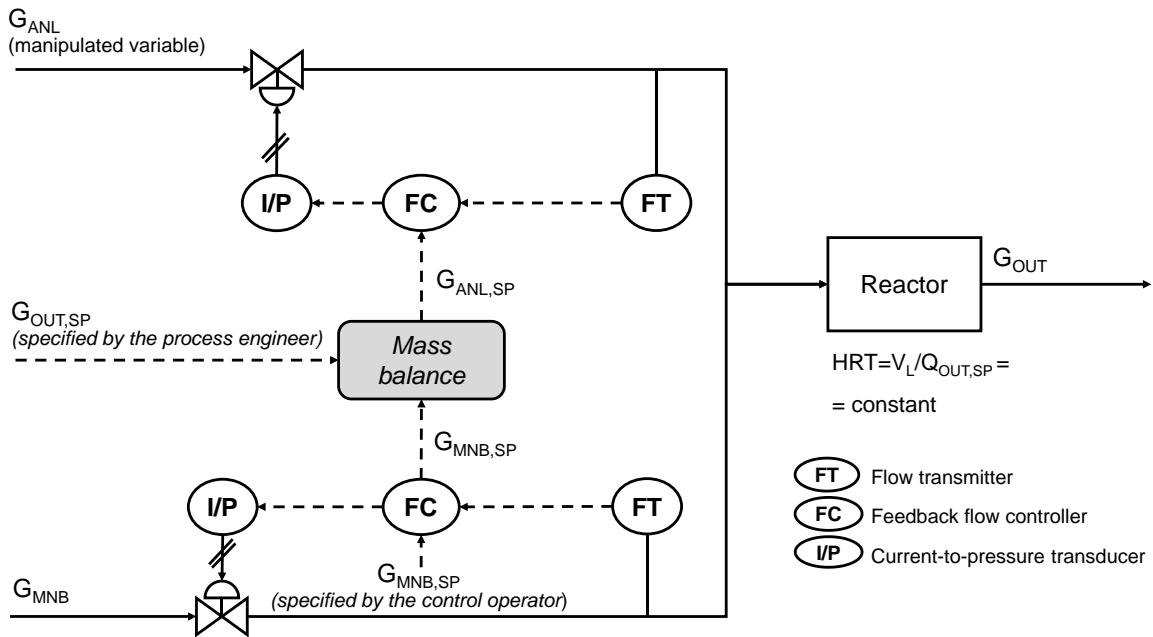 G_ANL
(manipulated variable)
I/P
FC
FT
G_ANL,SP
G_OUT,SP
(specified by the process engineer)
Mass
balance
G_MNB,SP
I/P
FC
FT
G_MNB
G_MNB,SP
(specified by the control operator)
Reactor
G_OUT
HRT=V_L/Q_OUT,SP =
= constant
FT Flow transmitter
FC Feedback flow controller
I/P Current-to-pressure transducer